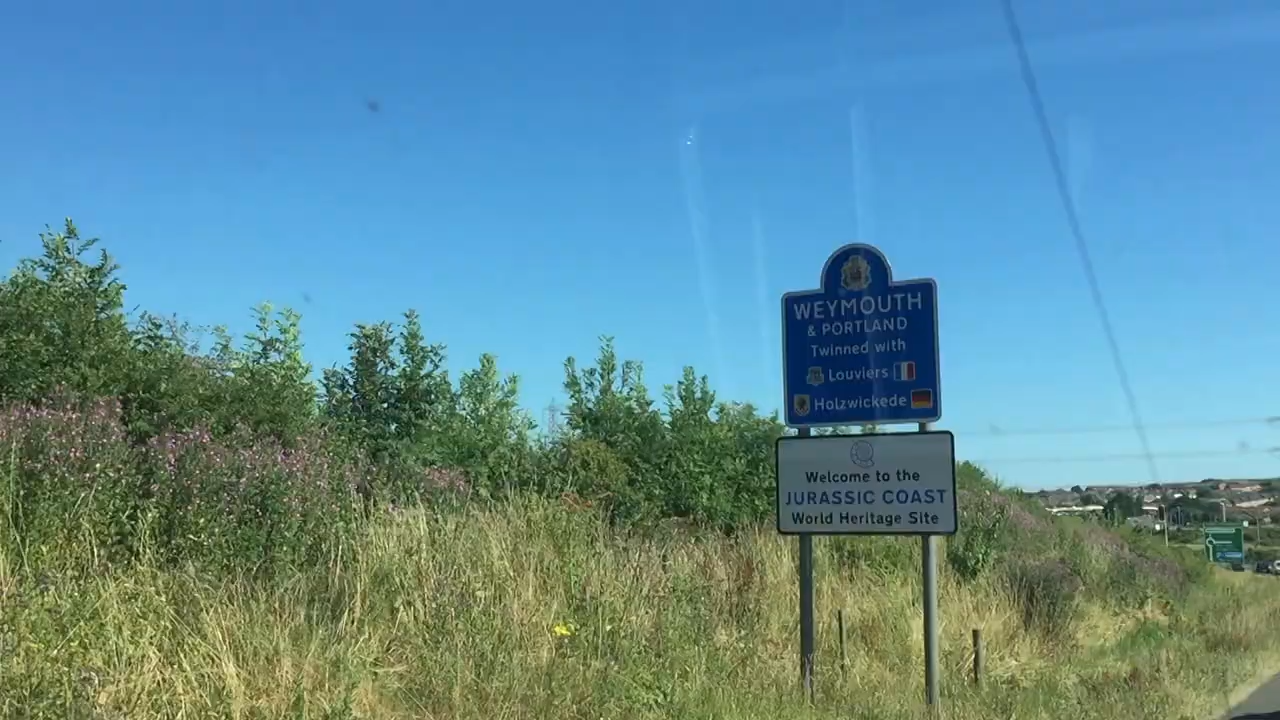 WEYMOUTH
& PORTLAND
Twinned with
Louviers
Holzwickede
Welcome to the
JURASSIC COAST
World Heritage Site